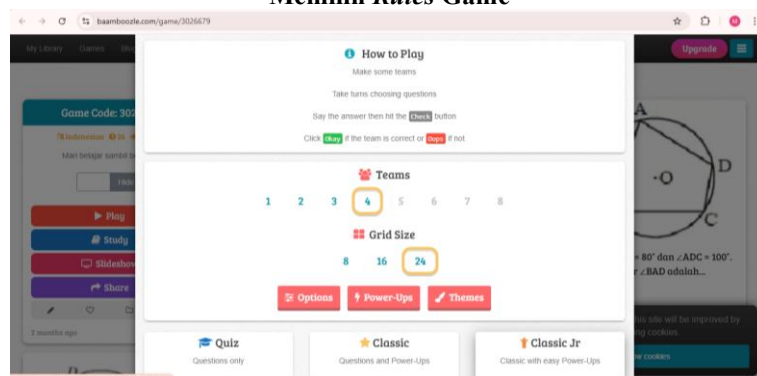 Memilih Rules Game
baamboozle.com/game/3026679
My Library Games Blog
Upgrade
How to Play
Make some teams
Take turns choosing questions
Say the answer then hit the Check button
Click Okay if the team is correct or Oops if not
Game Code: 302
Indonesian 24
Mari belajar sambil b
Hide
Play
Study
Slideshow
Share
2 months ago
Teams
1 2 3 4 5 6 7 8
Grid Size
8 16 24
Options Power-Ups Themes
Quiz
Questions only
Classic
Questions and Power-Ups
Classic Jr
Classic with easy Power-Ups
A
O
D
C
= 80° dan ∠ADC = 100°.
r ∠BAD adalah...
his site will be improved by
ng cookies.
ow cookies
D